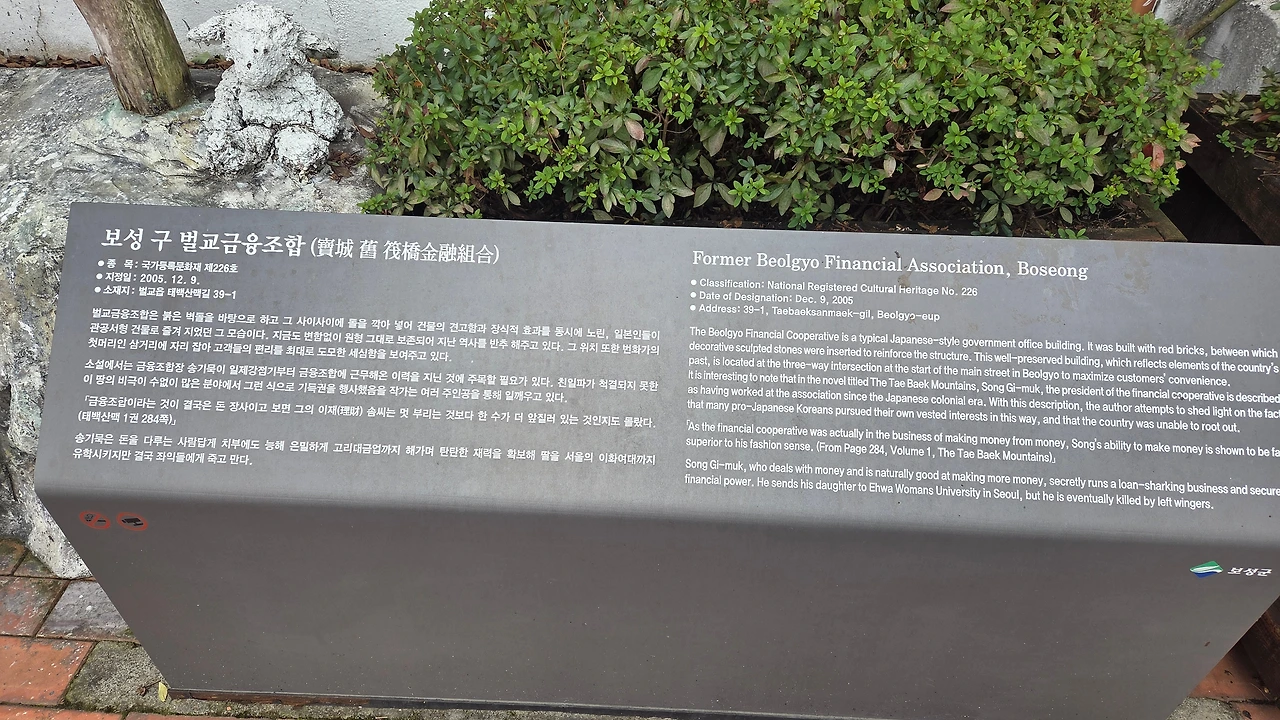 보성 구 벌교금융조합 (寶城 舊 筏橋金融組合)
● 종 목 : 국가등록문화재 제226호
● 지정일 : 2005. 12. 9.
● 소재지 : 벌교읍 태백산맥길 39-1
벌교금융조합은 붉은 벽돌을 바탕으로 하고 그 사이사이에 돌을 깍아 넣어 건물의 견고함과 장식적 효과를 동시에 노린, 일본인들이
관공서형 건물로 즐겨 지었던 그 모습이다. 지금도 변함없이 원형 그대로 보존되어 지난 역사를 반추 해주고 있다. 그 위치 또한 번화가의
첫머리인 삼거리에 자리 잡아 고객들의 편리를 최대로 도모한 세심함을 보여주고 있다.
소설에서는 금융조합장 송기묵이 일제강점기부터 금융조합에 근무해온 이력을 지닌 것에 주목할 필요가 있다. 친일파가 척결되지 못한
이 땅의 비극이 수없이 많은 분야에서 그런 식으로 기득권을 행사했음을 작가는 여러 주인공을 통해 일깨우고 있다.
「금융조합이라는 것이 결국은 돈 장사이고 보면 그의 이재(理財) 솜씨는 멋 부리는 것보다 한 수가 더 앞질러 있는 것인지도 몰랐다.
(태백산맥 1권 284쪽)」
송기묵은 돈을 다루는 사람답게 치부에도 능해 은밀하게 고리대금업까지 해가며 탄탄한 재력을 확보해 딸을 서울의 이화여대까지
유학시키지만 결국 좌익들에게 죽고 만다.
Former Beolgyo Financial Association, Boseong
● Classification: National Registered Cultural Heritage No. 226
● Date of Designation: Dec. 9, 2005
● Address: 39-1, Taebaeksanmaek-gil, Beolgyo-eup
The Beolgyo Financial Cooperative is a typical Japanese-style government office building. It was built with red bricks, between which
decorative sculpted stones were inserted to reinforce the structure. This well-preserved building, which reflects elements of the country's
past, is located at the three-way intersection at the start of the main street in Beolgyo to maximize customers' convenience.
It is interesting to note that in the novel titled The Tae Baek Mountains, Song Gi-muk, the president of the financial cooperative is described
as having worked at the association since the Japanese colonial era. With this description, the author attempts to shed light on the fact
that many pro-Japanese Koreans pursued their own vested interests in this way, and that the country was unable to root out.
「As the financial cooperative was actually in the business of making money from money, Song's ability to make money is shown to be fa
superior to his fashion sense. (From Page 284, Volume 1, The Tae Baek Mountains)」
Song Gi-muk, who deals with money and is naturally good at making more money, secretly runs a loan-sharking business and secure
financial power. He sends his daughter to Ehwa Womans University in Seoul, but he is eventually killed by left wingers.
보성군